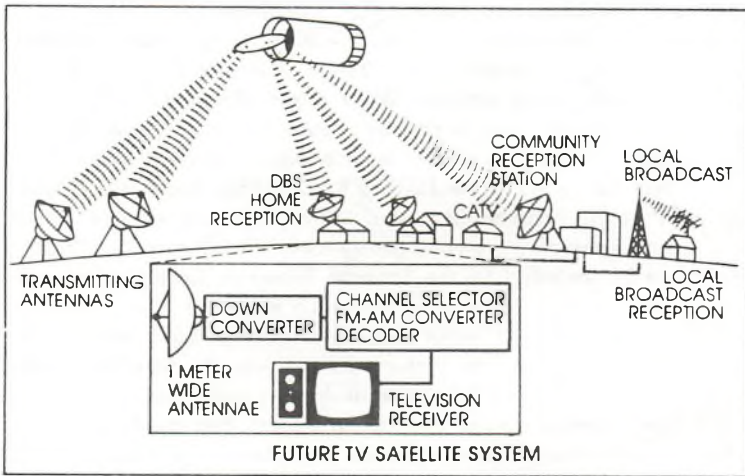 COMMUNITY
RECEPTION
STATION
LOCAL
BROADCAST
DBS
HOME
RECEPTION
CATV
TRANSMITTING
ANTENNAS
LOCAL
BROADCAST
RECEPTION
DOWN
CONVERTER
CHANNEL SELECTOR
FM-AM CONVERTER
DECODER
1 METER
WIDE
ANTENNAE
TELEVISION
RECEIVER
FUTURE TV SATELLITE SYSTEM